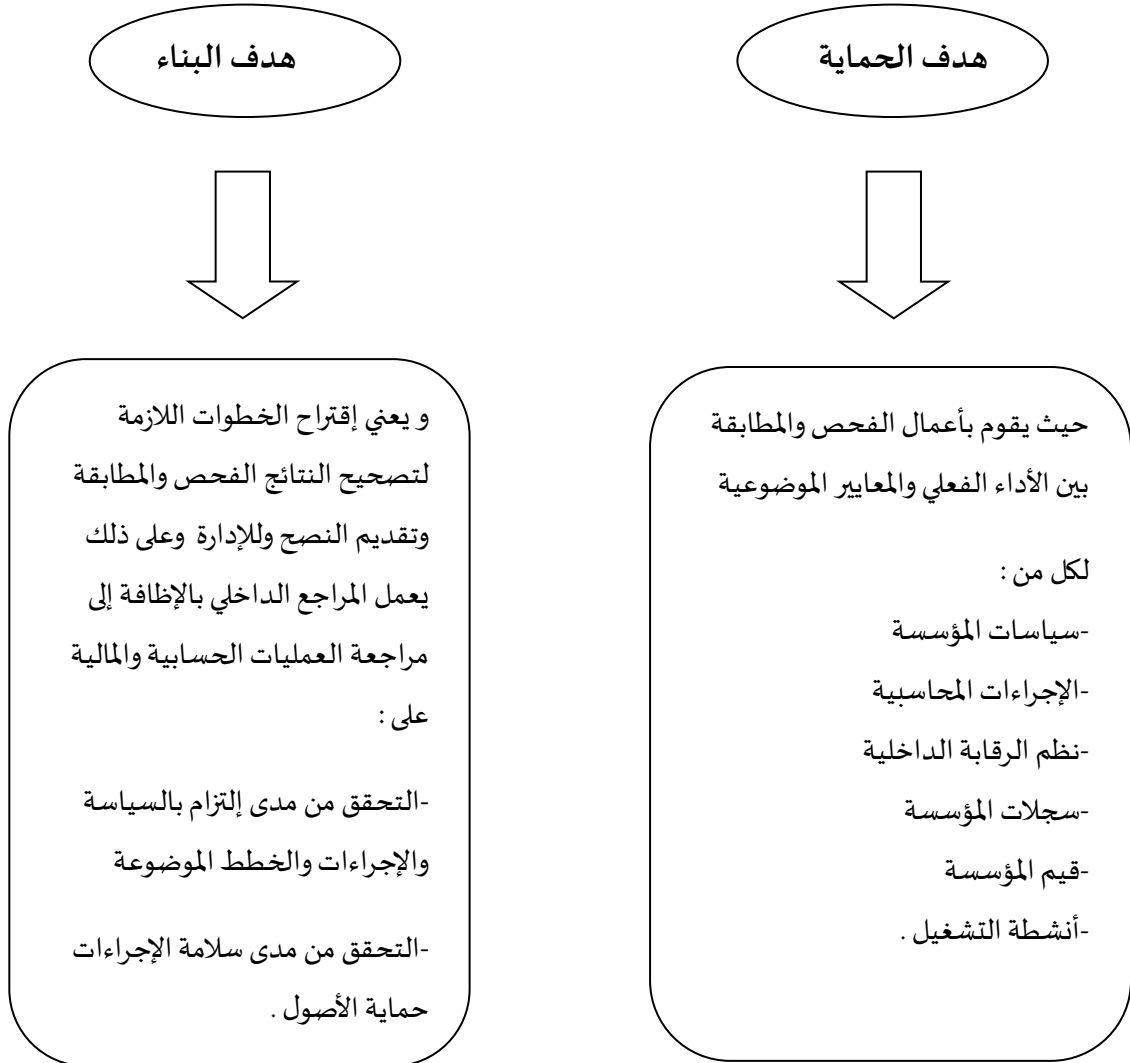 هدف الحماية
حيث يقوم بأعمال الفحص والمطابقة
بين الأداء الفعلي والمعايير الموضوعية
لكل من :
-سياسات المؤسسة
-الإجراءات المحاسبية
-نظم الرقابة الداخلية
-سجلات المؤسسة
-قيم المؤسسة
-أنشطة التشغيل .
هدف البناء
و يعني إقتراح الخطوات اللازمة
لتصحيح النتائج الفحص والمطابقة
وتقديم النصح وللإدارة وعلى ذلك
يعمل المراجع الداخلي بالإظافة إلى
مراجعة العمليات الحسابية والمالية
على :
-التحقق من مدى إلتزام بالسياسة
والإجراءات والخطط الموضوعة
-التحقق من مدى سلامة الإجراءات
حماية الأصول .